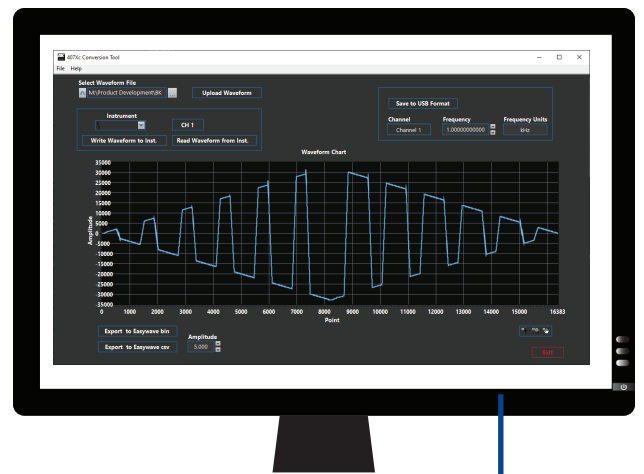 407Xc Conversion Tool
File Help
Select Waveform File
M:\Product Development\BK ... Upload Waveform
Instrument
CH 1
Write Waveform to Inst. Read Waveform from Inst.
Save to USB Format
Channel Frequency Frequency Units
Channel 1 1.00000000000 kHz
Waveform Chart
35000
30000
25000
20000
15000
10000
5000
0
-5000
-10000
-15000
-20000
-25000
-30000
-35000
Amplitude
0 1000 2000 3000 4000 5000 6000 7000 8000 9000 10000 11000 12000 13000 14000 15000 16383
Point
Export to Easywave bin
Export to Easywave csv
Amplitude
5.000
Exit